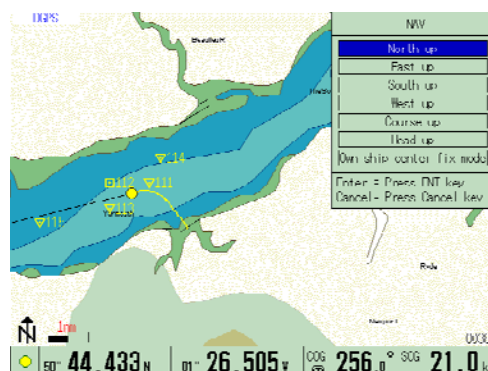 DGPS
NAV
North up
East up
South up
West up
Course up
Head up
Own ship center fix mode
Enter = Press ENT key
Cancel- Press Cancel key
Beaulieu R
114
112
111
113
115
Ryde
N
1nm
50° 44.433 N
01° 26.505 W
COG 256.0° SOG 21.0